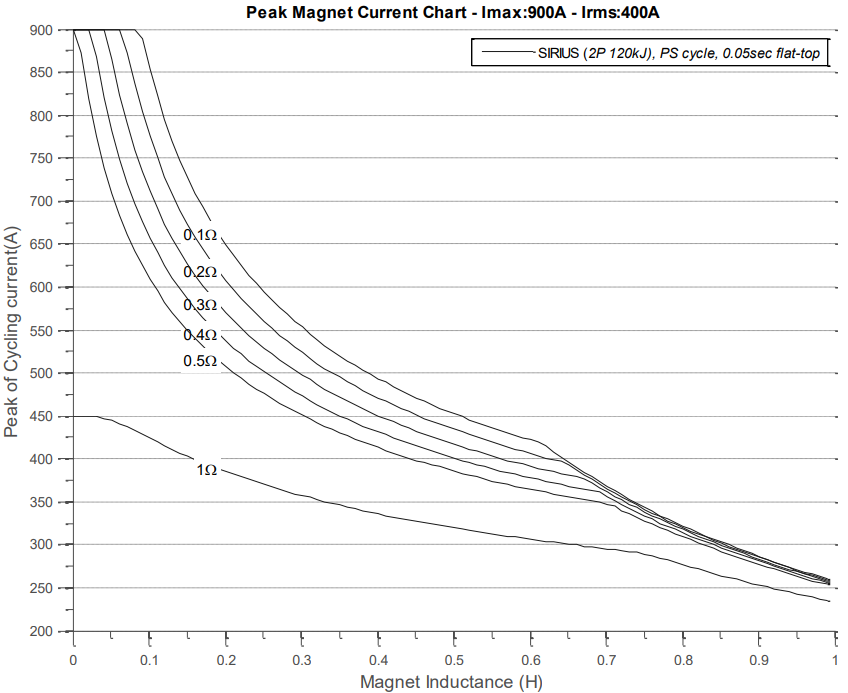 Peak Magnet Current Chart - Imax:900A - Irms:400A
SIRIUS (2P 120kJ), PS cycle, 0.05sec flat-top
Peak of Cycling current(A)
900
850
800
750
700
650
600
550
500
450
400
350
300
250
200
0.1Ω
0.2Ω
0.3Ω
0.4Ω
0.5Ω
1Ω
0 0.1 0.2 0.3 0.4 0.5 0.6 0.7 0.8 0.9 1
Magnet Inductance (H)